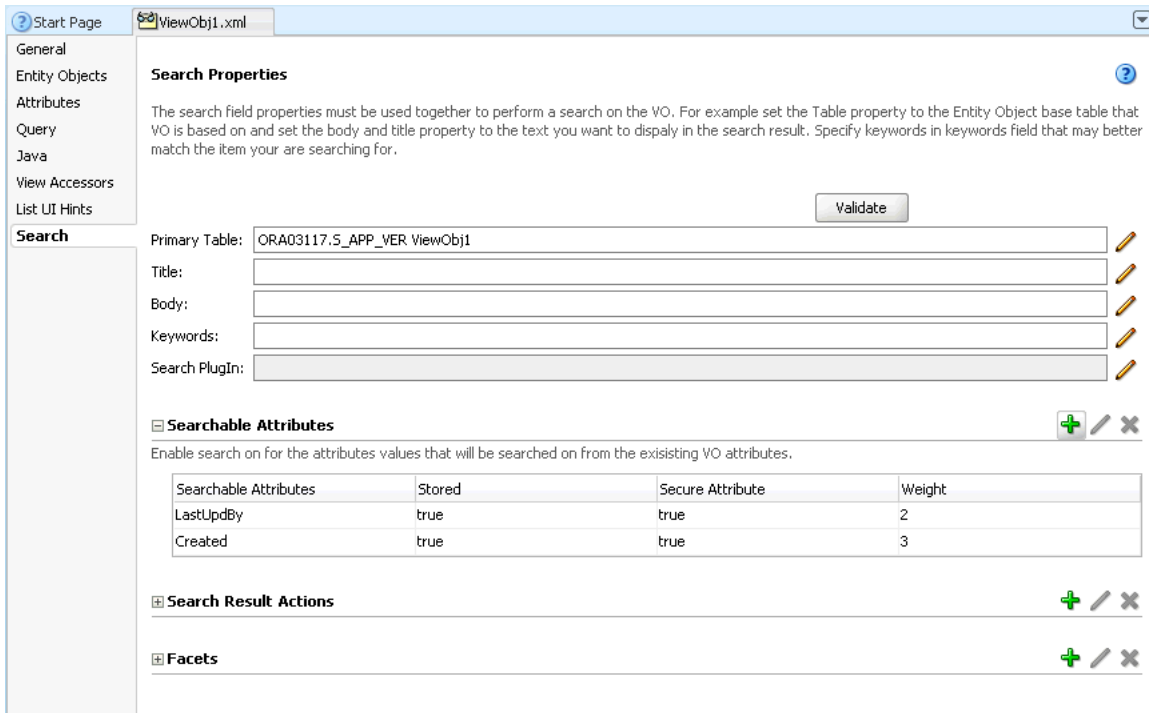 Start Page
ViewObj1.xml
General
Entity Objects
Attributes
Query
Java
View Accessors
List UI Hints
Search
Search Properties
The search field properties must be used together to perform a search on the VO. For example set the Table property to the Entity Object base table that
VO is based on and set the body and title property to the text you want to dispaly in the search result. Specify keywords in keywords field that may better
match the item your are searching for.
Validate
Primary Table: ORA03117.S_APP_VER ViewObj1
Title:
Body:
Keywords:
Search PlugIn:
Searchable Attributes
Enable search on for the attributes values that will be searched on from the exisisting VO attributes.
Searchable Attributes Stored Secure Attribute Weight
LastUpdBy true true 2
Created true true 3
Search Result Actions
Facets